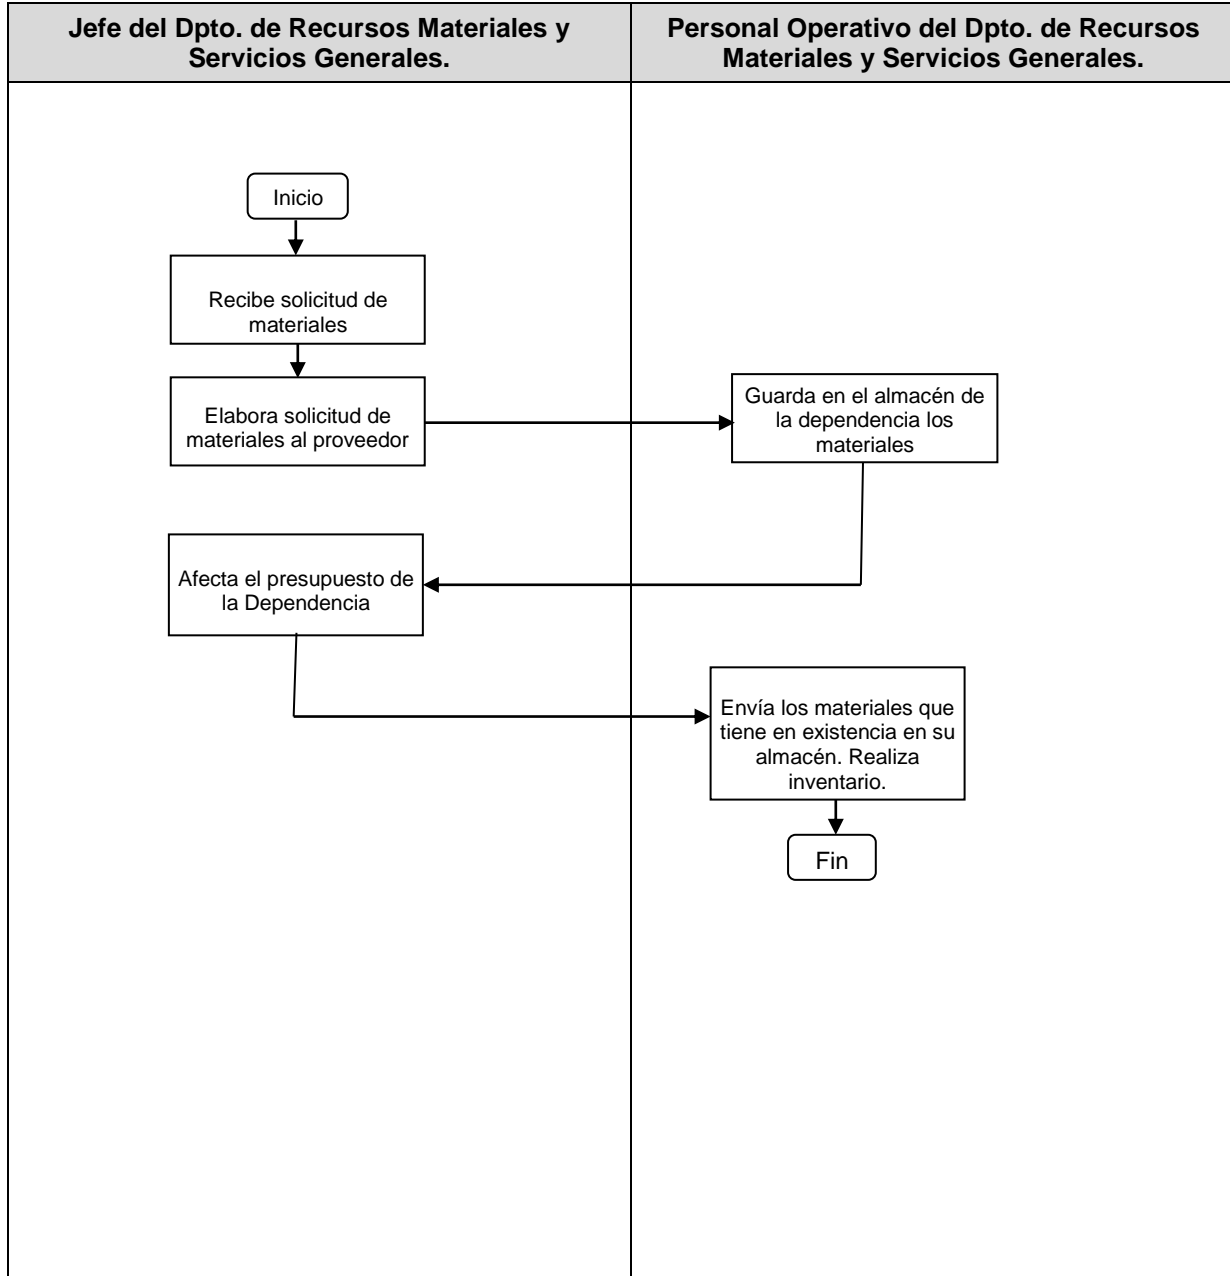 Jefe del Dpto. de Recursos Materiales y
Servicios Generales.
Personal Operativo del Dpto. de Recursos
Materiales y Servicios Generales.
Inicio
Recibe solicitud de
materiales
Elabora solicitud de
materiales al proveedor
Guarda en el almacén de
la dependencia los
materiales
Afecta el presupuesto de
la Dependencia
Envía los materiales que
tiene en existencia en su
almacén. Realiza
inventario.
Fin